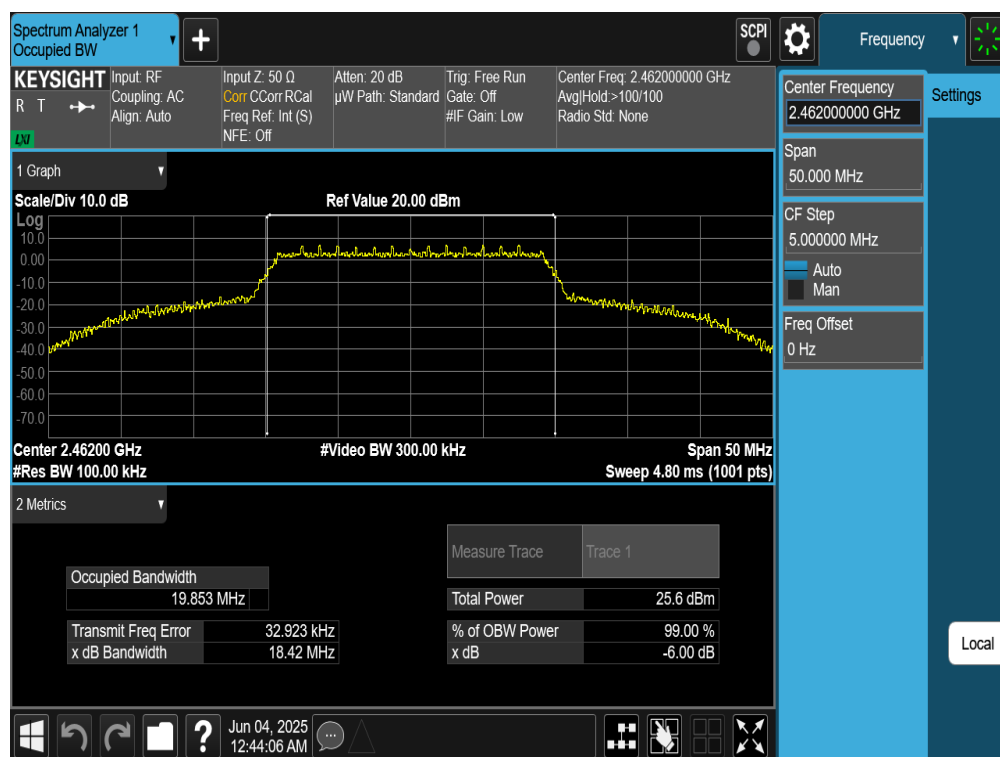 Spectrum Analyzer 1
Occupied BW
SCPI
Frequency
KEYSIGHT
R T
LXI
Input: RF
Coupling: AC
Align: Auto
Input Z: 50 Ω
Corr CCorr RCal
Freq Ref: Int (S)
NFE: Off
Atten: 20 dB
µW Path: Standard
Trig: Free Run
Gate: Off
#IF Gain: Low
Center Freq: 2.462000000 GHz
Avg|Hold:>100/100
Radio Std: None
Center Frequency
2.462000000 GHz
Settings
Span
50.000 MHz
CF Step
5.000000 MHz
Auto
Man
Freq Offset
0 Hz
Local
1 Graph
Scale/Div 10.0 dB
Ref Value 20.00 dBm
Log
10.0
0.00
-10.0
-20.0
-30.0
-40.0
-50.0
-60.0
-70.0
Center 2.46200 GHz
#Video BW 300.00 kHz
Span 50 MHz
#Res BW 100.00 kHz
Sweep 4.80 ms (1001 pts)
2 Metrics
Measure Trace Trace 1
Occupied Bandwidth
19.853 MHz
Total Power 25.6 dBm
Transmit Freq Error 32.923 kHz
% of OBW Power 99.00 %
x dB Bandwidth 18.42 MHz
x dB -6.00 dB
?
Jun 04, 2025
12:44:06 AM